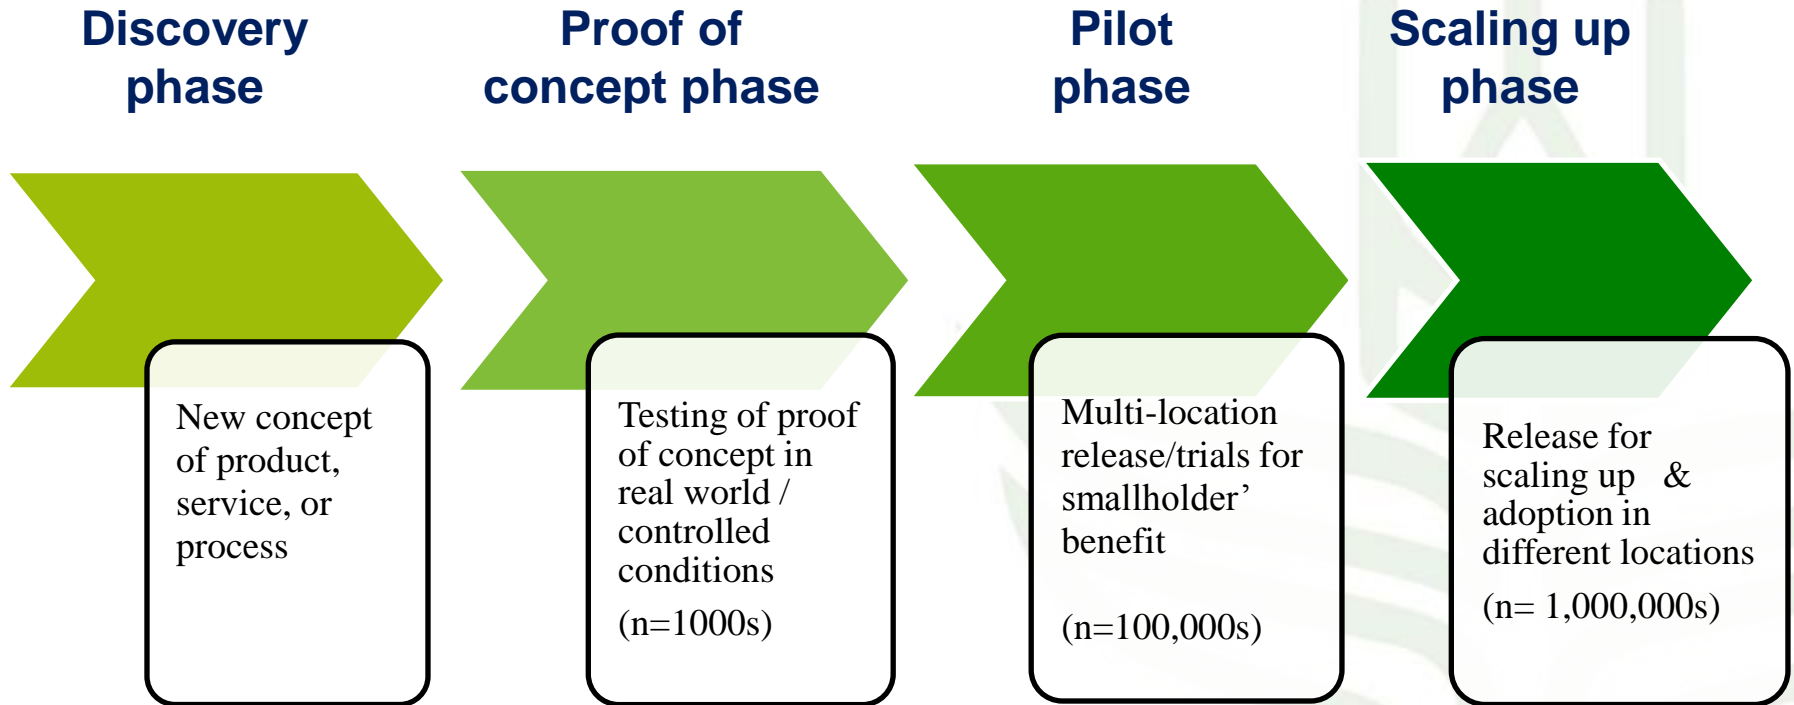 Discovery
phase
Proof of
concept phase
Pilot
phase
Scaling up
phase
New concept
of product,
service, or
process
Testing of proof
of concept in
real world /
controlled
conditions
(n=1000s)
Multi-location
release/trials for
smallholder’
benefit
(n=100,000s)
Release for
scaling up &
adoption in
different locations
(n= 1,000,000s)